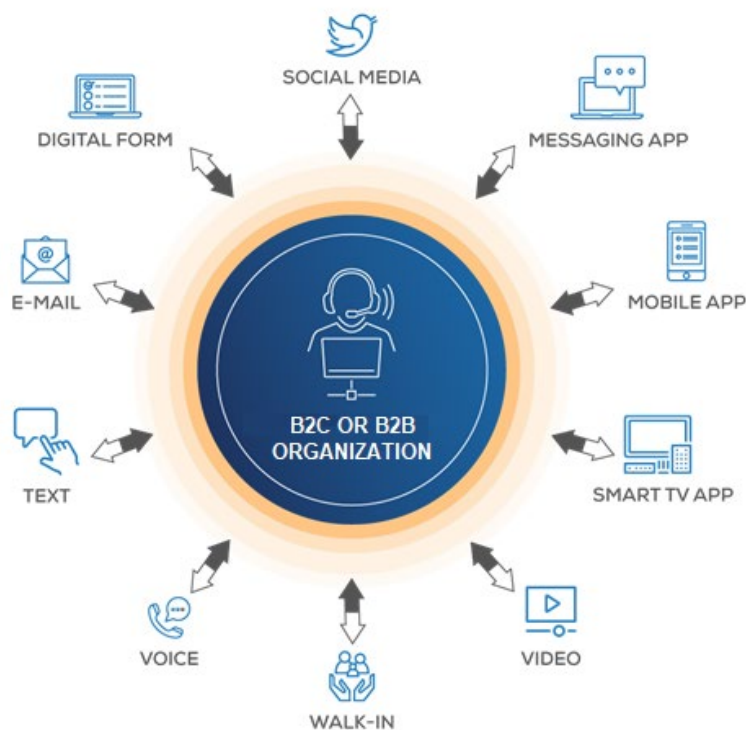 SOCIAL MEDIA
MESSAGING APP
MOBILE APP
SMART TV APP
VIDEO
WALK-IN
VOICE
TEXT
E-MAIL
@
DIGITAL FORM
B2C OR B2B
ORGANIZATION